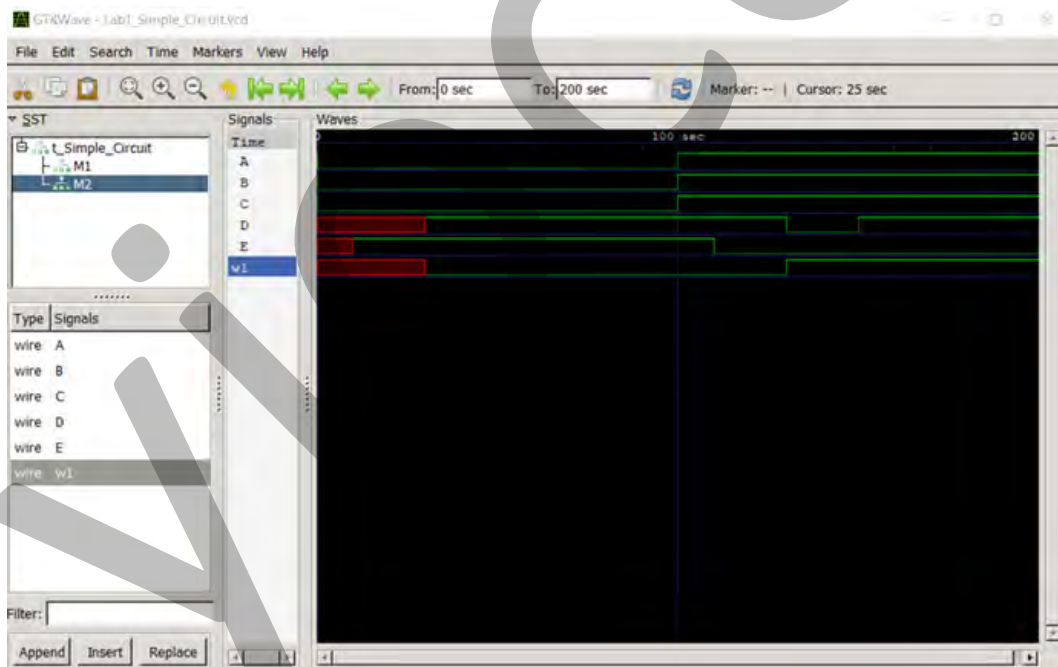 GTKWave - Lab1_Simple_Circuit.vcd
File Edit Search Time Markers View Help
From: 0 sec To: 200 sec Marker: -- | Cursor: 25 sec
SST
t_Simple_Circuit
M1
M2
Type Signals
wire A
wire B
wire C
wire D
wire E
wire w1
Filter:
Append Insert Replace
Signals
Time
A
B
C
D
E
w1
Waves
100 sec 200